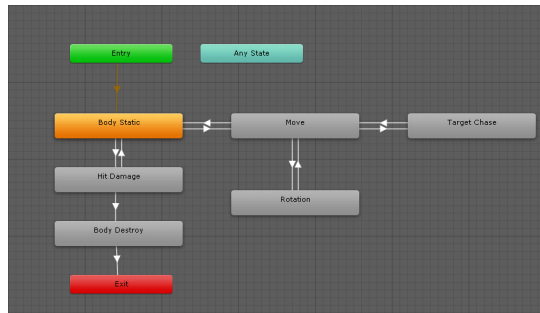 Entry
Any State
Body Static
Move
Target Chase
Hit Damage
Rotation
Body Destroy
Exit